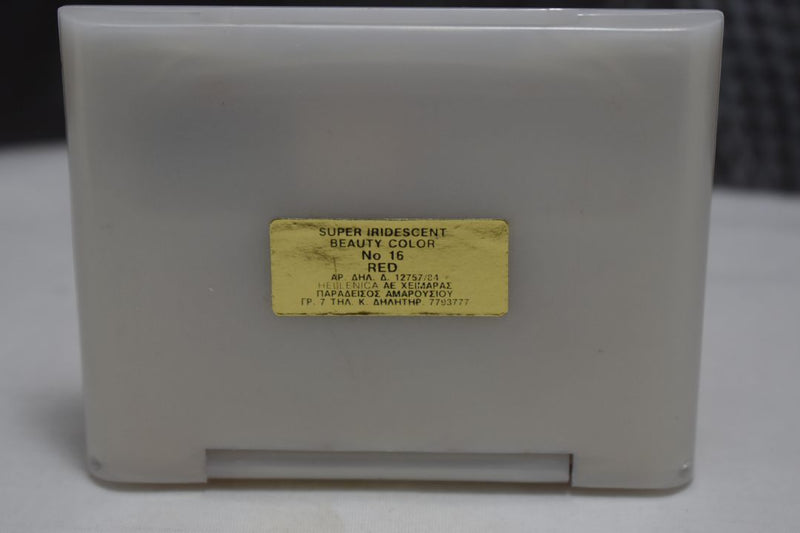 SUPER IRIDESCENT
BEAUTY COLOR
No 16
RED
ΑΡ. ΔΗΛ. Δ. 12757/84
HELLENICA AE ΧΕΙΜΑΡΑΣ
ΠΑΡΑΔΕΙΣΟΣ ΑΜΑΡΟΥΣΙΟΥ
ΓΡ. 7 ΤΗΛ. Κ. ΔΗΛΗΤΗΡ. 7793777